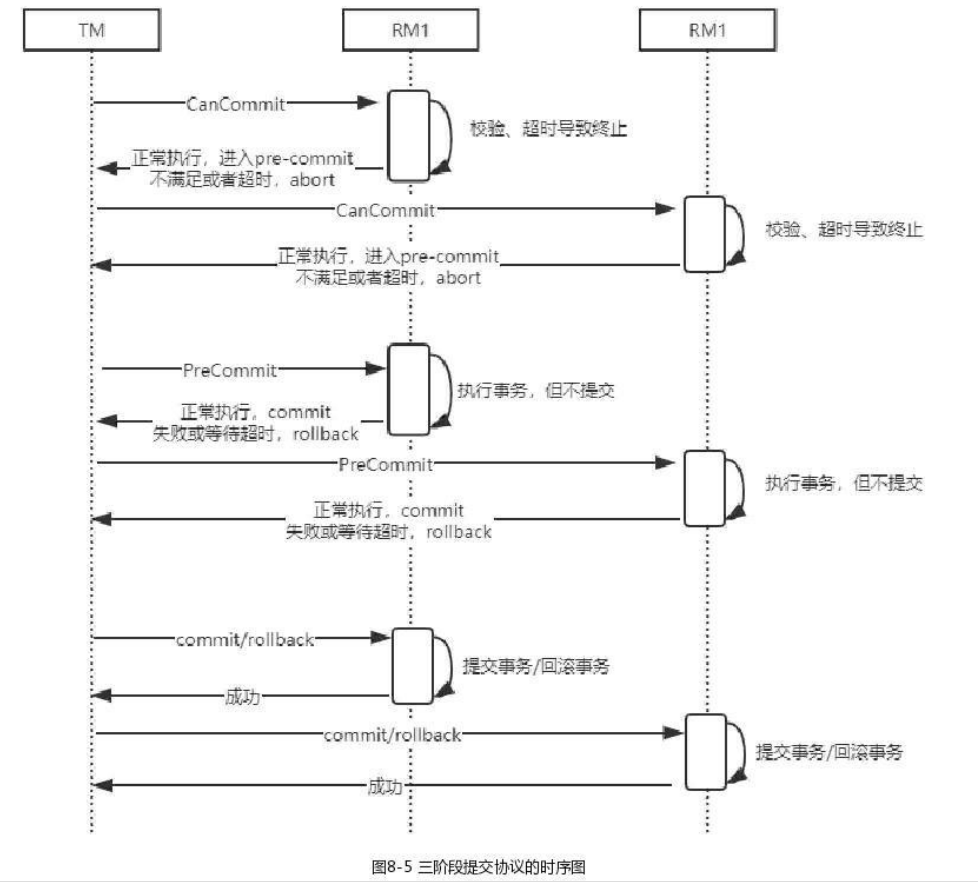 TM
RM1
RM1
CanCommit
校验、超时导致终止
正常执行，进入pre-commit
不满足或者超时，abort
CanCommit
校验、超时导致终止
正常执行，进入pre-commit
不满足或者超时，abort
PreCommit
执行事务，但不提交
正常执行，commit
失败或等待超时，rollback
PreCommit
执行事务，但不提交
正常执行，commit
失败或等待超时，rollback
commit/rollback
提交事务/回滚事务
成功
commit/rollback
提交事务/回滚事务
成功
图8-5 三阶段提交协议的时序图